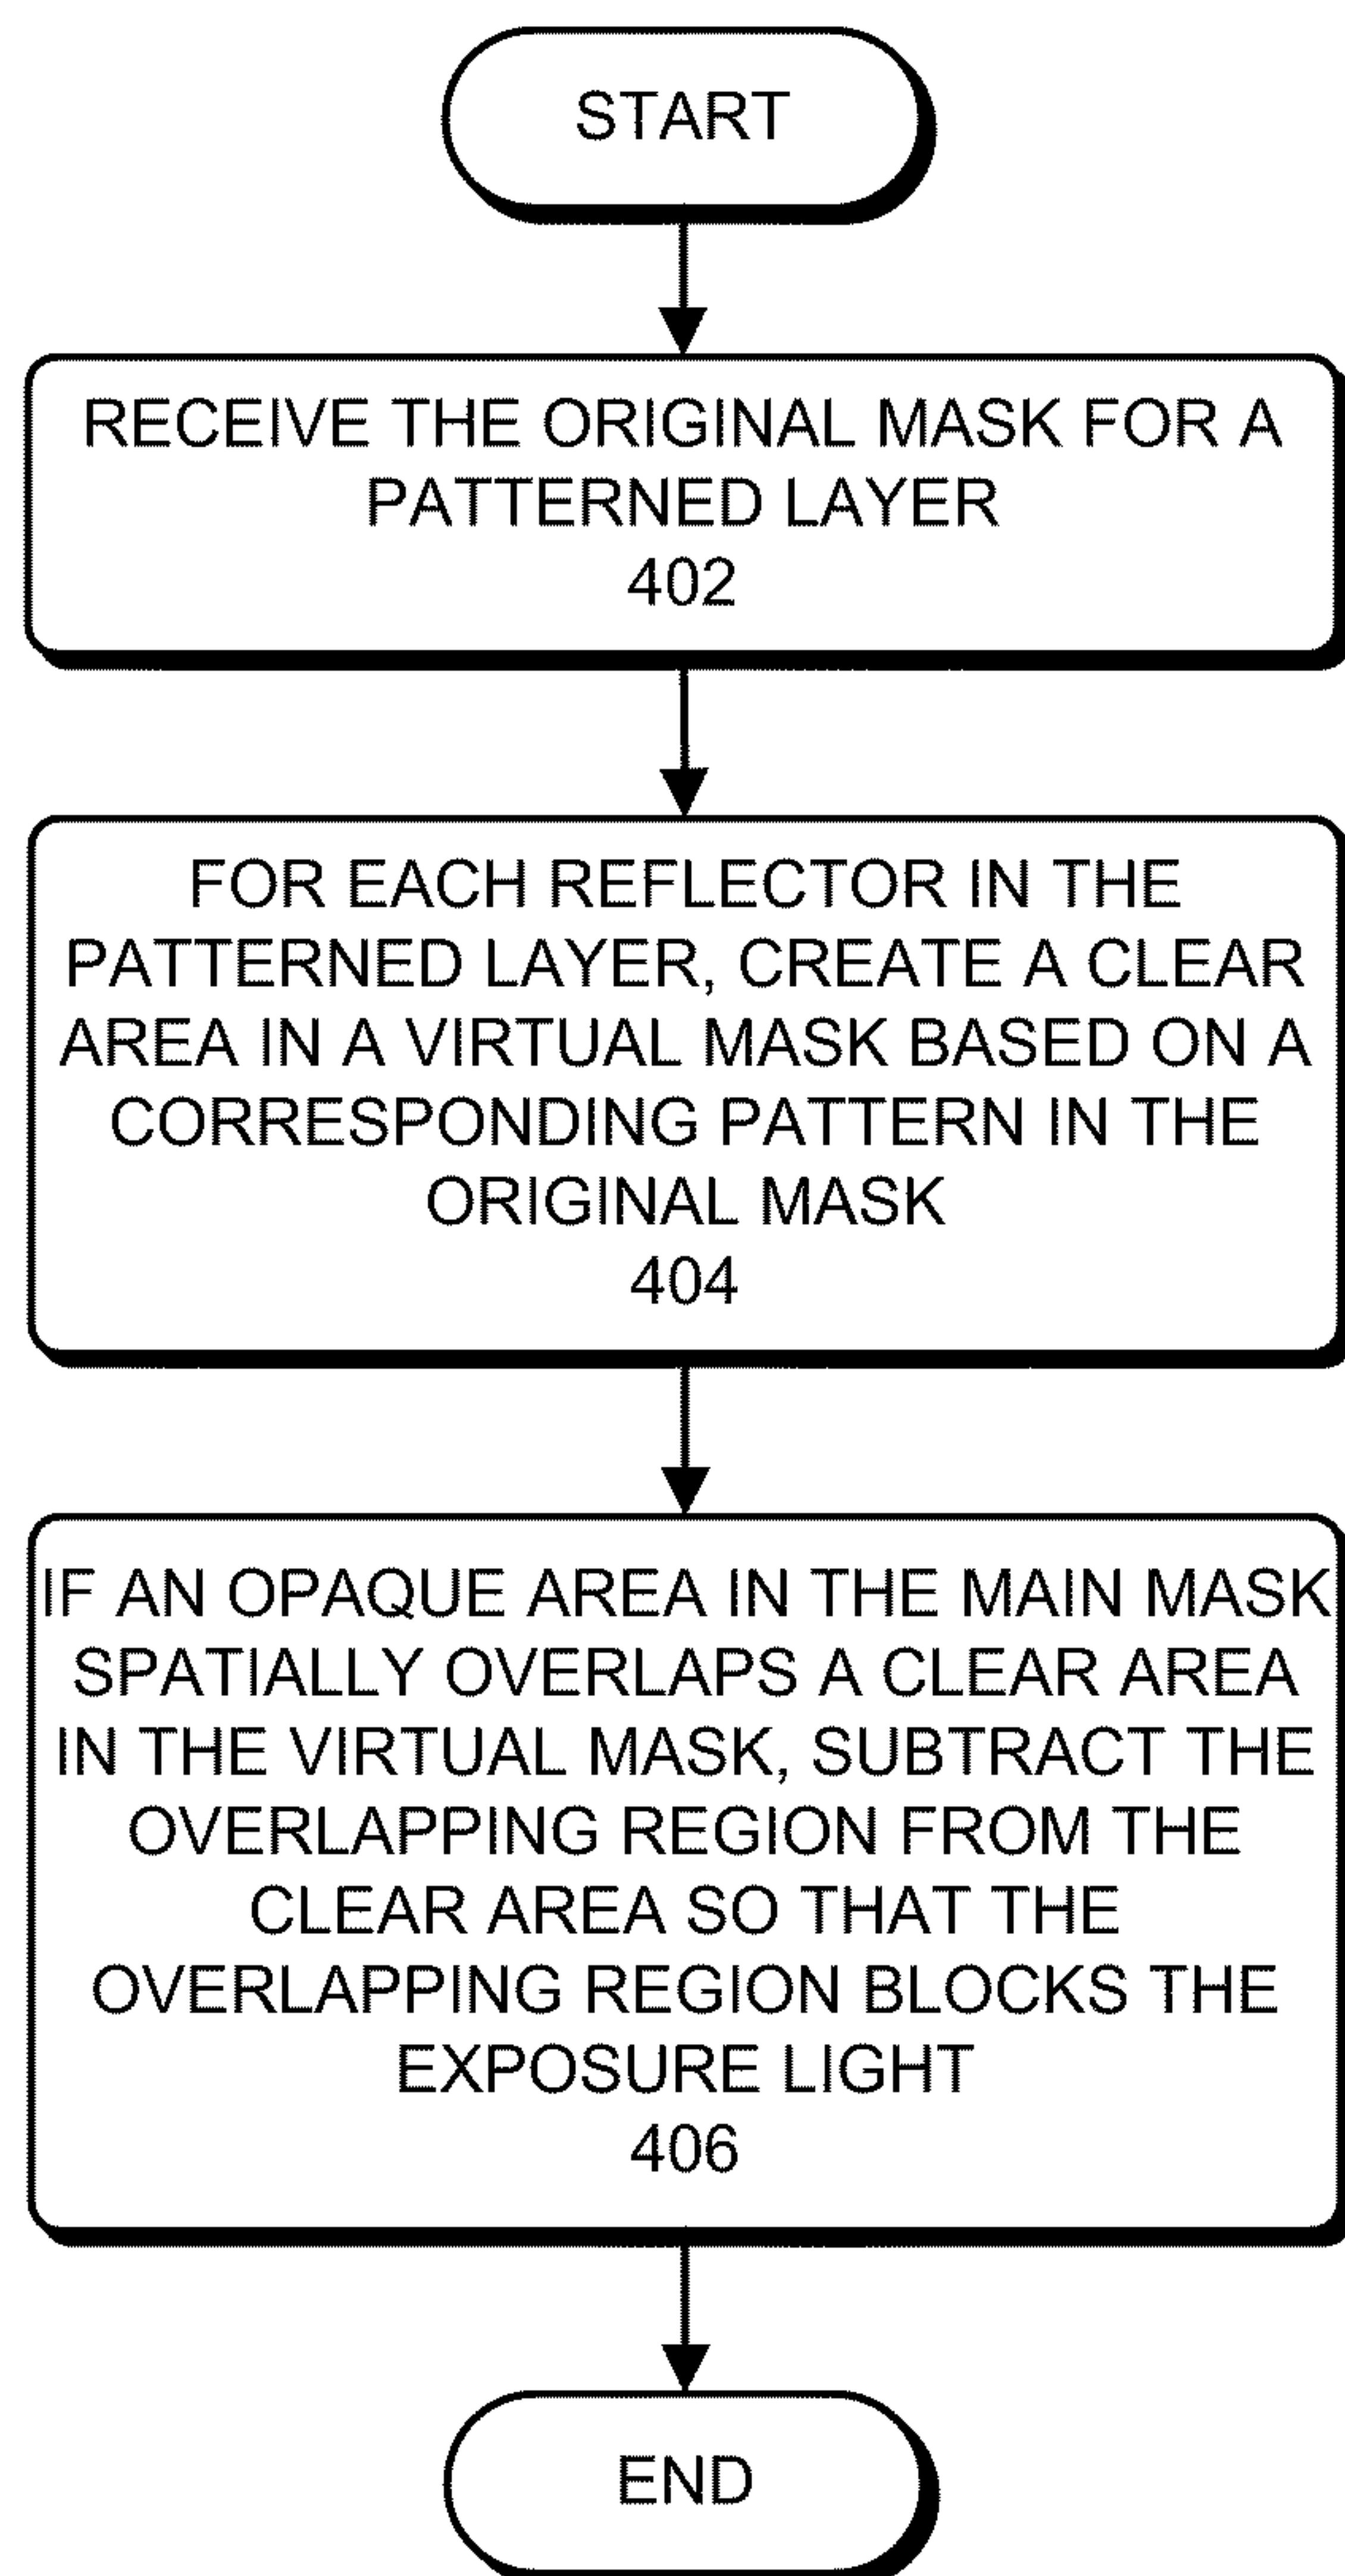 START
RECEIVE THE ORIGINAL MASK FOR A
PATTERNED LAYER
402
FOR EACH REFLECTOR IN THE
PATTERNED LAYER, CREATE A CLEAR
AREA IN A VIRTUAL MASK BASED ON A
CORRESPONDING PATTERN IN THE
ORIGINAL MASK
404
IF AN OPAQUE AREA IN THE MAIN MASK
SPATIALLY OVERLAPS A CLEAR AREA
IN THE VIRTUAL MASK, SUBTRACT THE
OVERLAPPING REGION FROM THE
CLEAR AREA SO THAT THE
OVERLAPPING REGION BLOCKS THE
EXPOSURE LIGHT
406
END